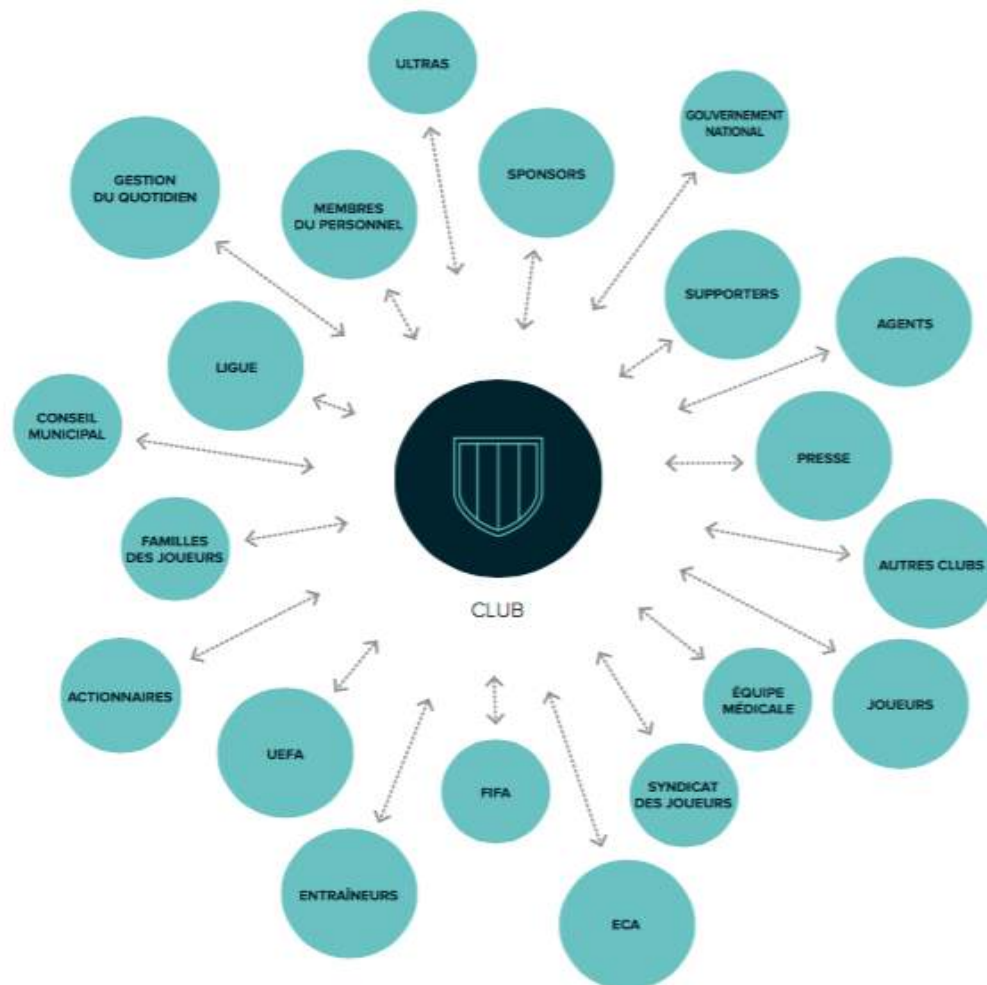 ULTRAS
GOUVERNEMENT
NATIONAL
SPONSORS
GESTION
DU QUOTIDIEN
MEMBRES
DU PERSONNEL
SUPPORTERS
AGENTS
LIGUE
CONSEIL
MUNICIPAL
PRESSE
FAMILLES
DES JOUEURS
AUTRES CLUBS
CLUB
ACTIONNAIRES
ÉQUIPE
MÉDICALE
JOUEURS
UEFA
FIFA
SYNDICAT
DES JOUEURS
ENTRAÎNEURS
ECA